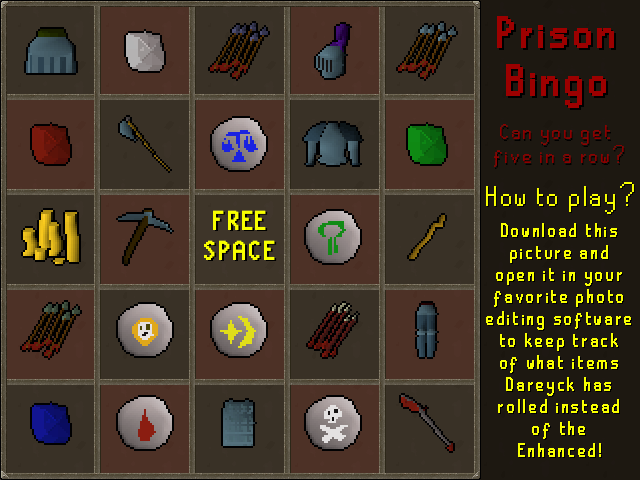 Prison
Bingo
Can you get
five in a row?
How to play?
Download this
picture and
open it in your
favorite photo
editing software
to keep track
of what items
Dareyck has
rolled instead
of the
Enhanced!
FREE
SPACE